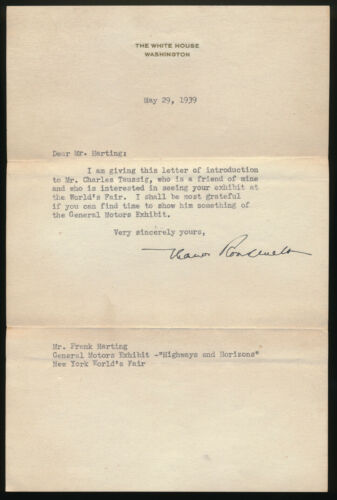 THE WHITE HOUSE
WASHINGTON
May 29, 1939
Dear Mr. Harting:
I am giving this letter of introduction
to Mr. Charles Taussig, who is a friend of mine
and who is interested in seeing your exhibit at
the World's Fair. I shall be most grateful
if you can find time to show him something of
the General Motors Exhibit.
Very sincerely yours,
Eleanor Roosevelt
Mr. Frank Harting
General Motors Exhibit -"Highways and Horizons"
New York World's Fair